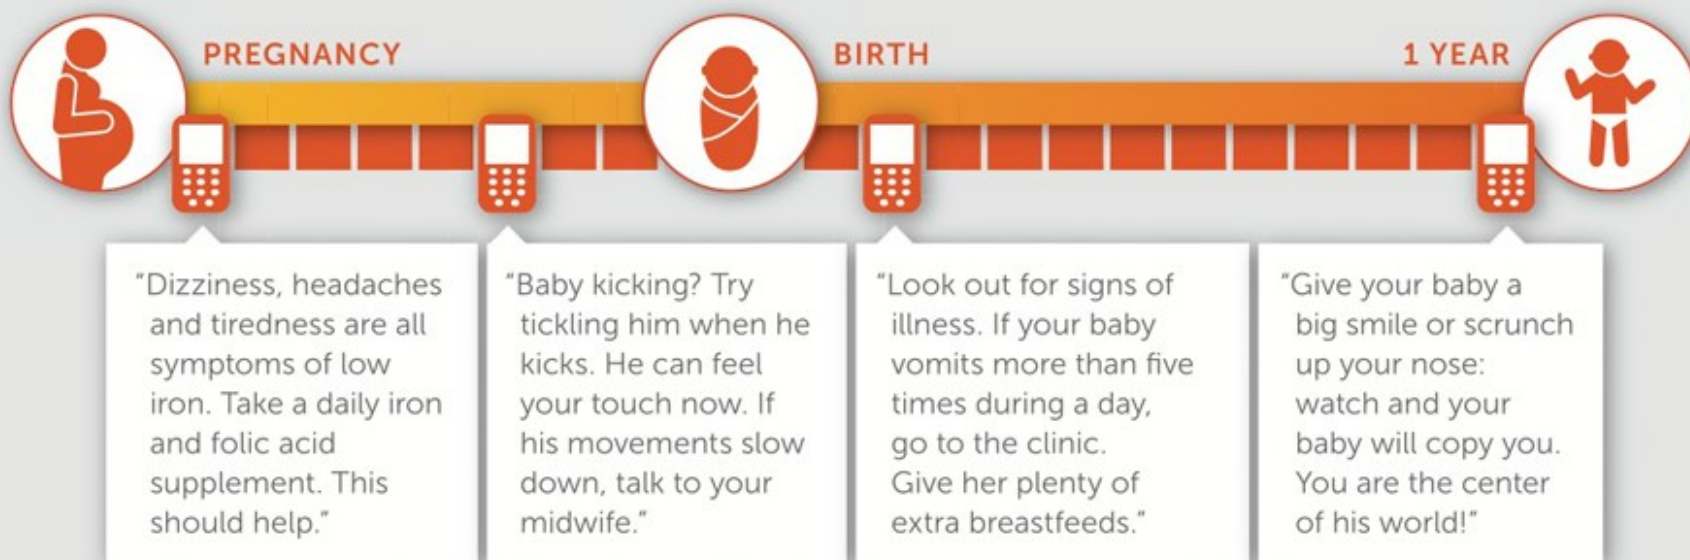 PREGNANCY
BIRTH
1 YEAR
“Dizziness, headaches
and tiredness are all
symptoms of low
iron. Take a daily iron
and folic acid
supplement. This
should help.”
“Baby kicking? Try
tickling him when he
kicks. He can feel
your touch now. If
his movements slow
down, talk to your
midwife.”
“Look out for signs of
illness. If your baby
vomits more than five
times during a day,
go to the clinic.
Give her plenty of
extra breastfeeds.”
“Give your baby a
big smile or scrunch
up your nose:
watch and your
baby will copy you.
You are the center
of his world!”